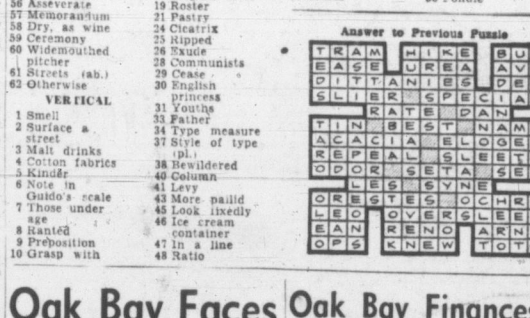 56 Asseverate
57 Memorandum
58 Dry, as wine
59 Ceremony
60 Widemouthed
pitcher
61 Streets (ab.)
62 Otherwise
VERTICAL
1 Smell
2 Surface a
street
3 Malt drinks
4 Cotton fabrics
5 Kinder
6 Note in
Guido's scale
7 Those under
age
8 Ranted
9 Preposition
10 Grasp with
19 Roster
21 Pastry
24 Cicatrix
25 Ripped
26 Exude
28 Communists
29 Cease
30 English
princess
31 Youths
33 Father
34 Type measure
37 Style of type
(pl.)
38 Bewildered
40 Column
41 Levy
43 More pallid
45 Look fixedly
46 Ice cream
container
47 In a line
48 Ratio
Answer to Previous Puzzle
TRAM HIKE BU
EASE UREA AV
DITTANIES DE
SLIER SPECIA
RATE DAN
TIN BEST NAM
ACACIA ELOGE
REPEAL SLEET
ODOR SETA SE
LES SYNE
ORESTES OCHR
LEO OVERSLEE
EAN RENO ARN
OPS KNEW TOT
Oak Bay Faces
Oak Bay Finance